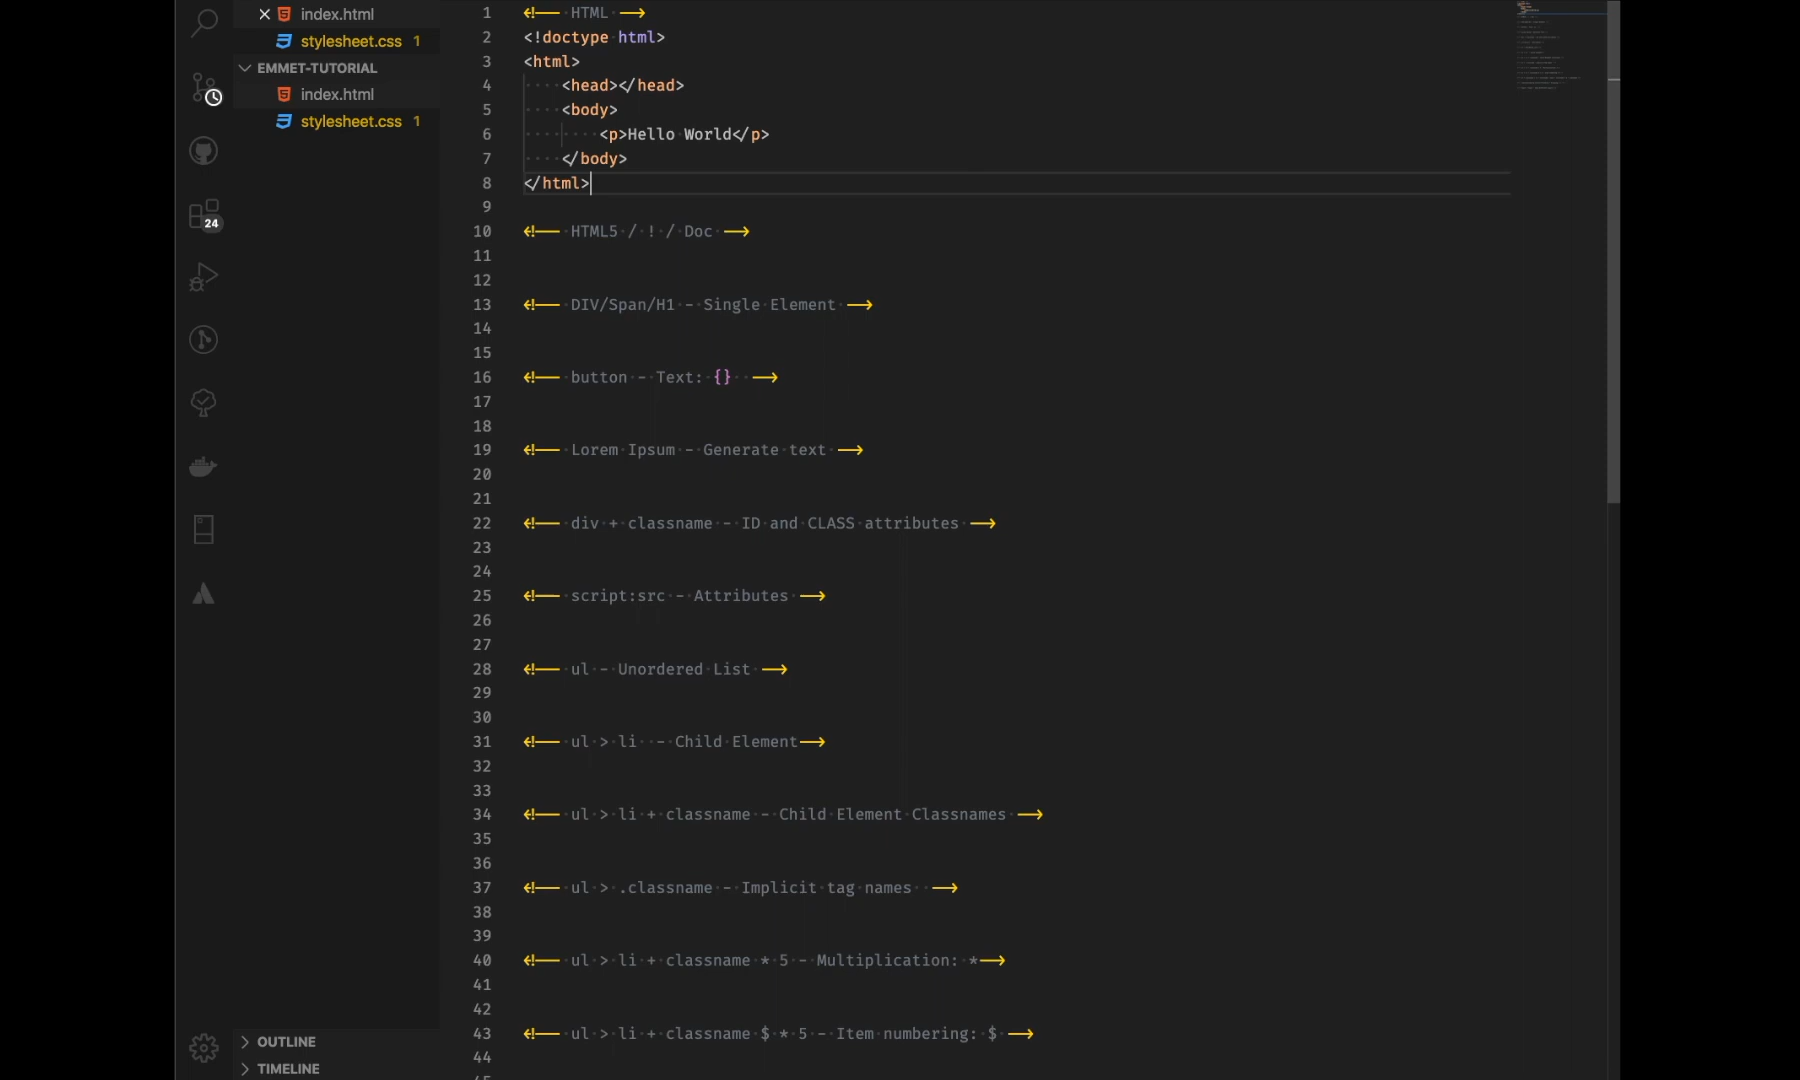 index.html
stylesheet.css 1
EMMET-TUTORIAL
index.html
stylesheet.css 1
24
OUTLINE
TIMELINE
1 <!-- HTML -->
2 <!doctype html>
3 <html>
4 <head></head>
5 <body>
6 <p>Hello World</p>
7 </body>
8 </html>
9
10 <!-- HTML5 / ! / Doc -->
11
12
13 <!-- DIV/Span/H1 - Single Element -->
14
15
16 <!-- button - Text: {} -->
17
18
19 <!-- Lorem Ipsum - Generate text -->
20
21
22 <!-- div + classname - ID and CLASS attributes -->
23
24
25 <!-- script:src - Attributes -->
26
27
28 <!-- ul - Unordered List -->
29
30
31 <!-- ul > li - Child Element-->
32
33
34 <!-- ul > li + classname - Child Element Classnames -->
35
36
37 <!-- ul > .classname - Implicit tag names -->
38
39
40 <!-- ul > li + classname * 5 - Multiplication: *-->
41
42
43 <!-- ul > li + classname $ * 5 - Item numbering: $ -->
44